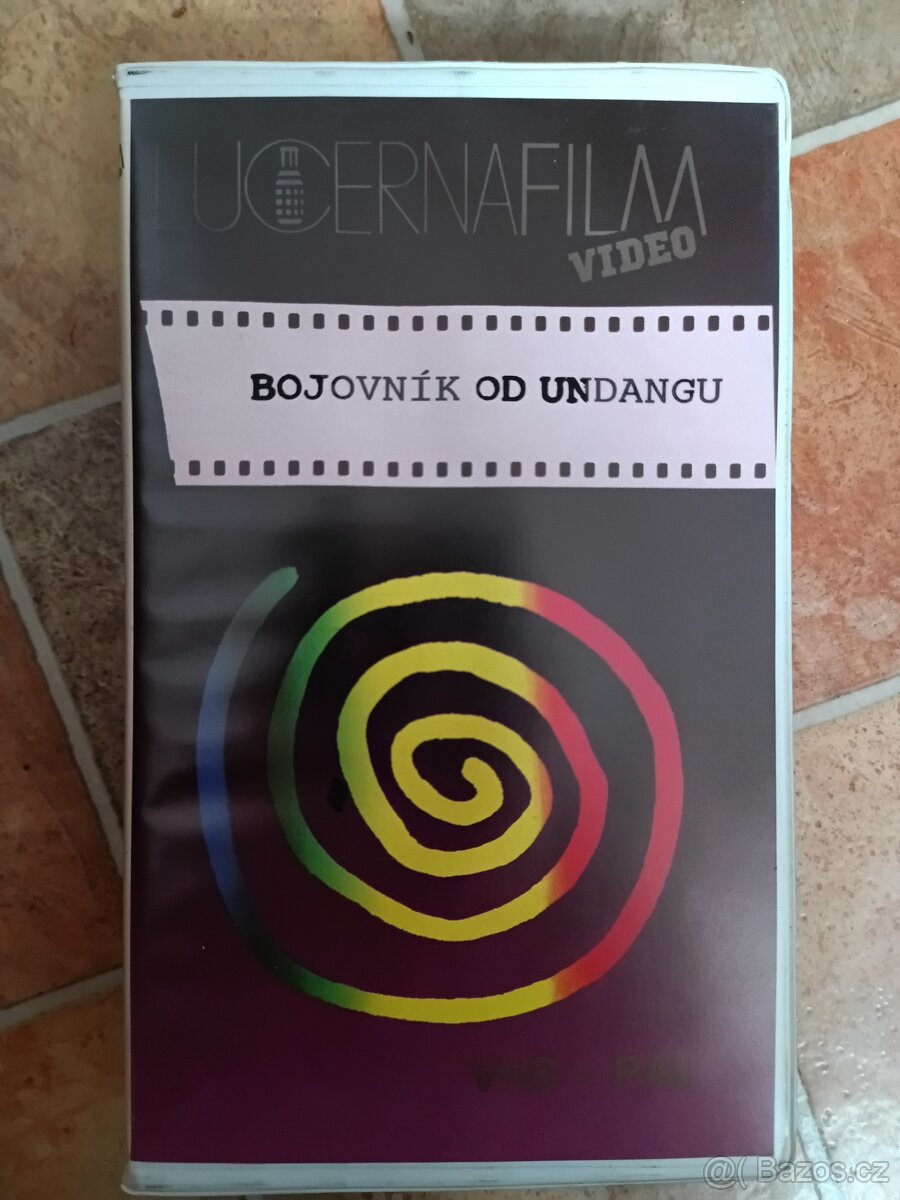 LUCERNAFILM
VIDEO
BOJOVNÍK OD UNDANGU
VHS – PAL
@( Bazos.cz